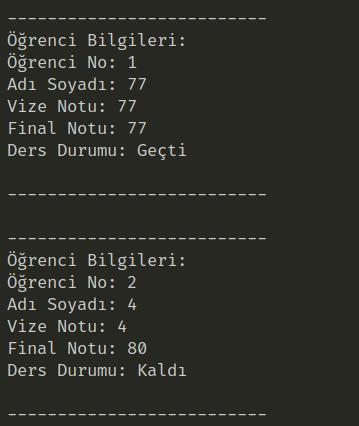 --------------------------
Öğrenci Bilgileri:
Öğrenci No: 1
Adı Soyadı: 77
Vize Notu: 77
Final Notu: 77
Ders Durumu: Geçti
--------------------------
--------------------------
Öğrenci Bilgileri:
Öğrenci No: 2
Adı Soyadı: 4
Vize Notu: 4
Final Notu: 80
Ders Durumu: Kaldı
--------------------------